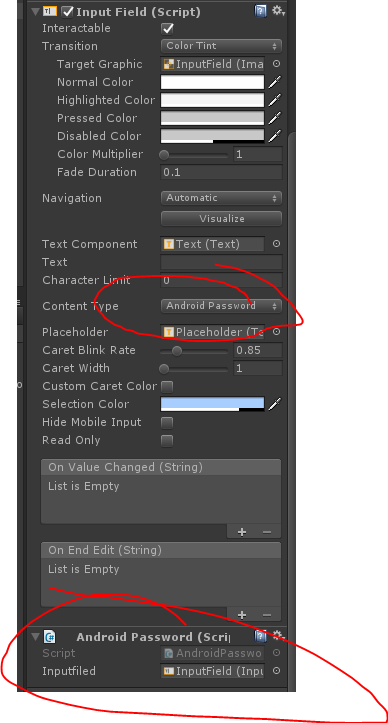 Input Field (Script)
Interactable
Transition Color Tint
Target Graphic InputField (Ima
Normal Color
Highlighted Color
Pressed Color
Disabled Color
Color Multiplier 1
Fade Duration 0.1
Navigation Automatic
Visualize
Text Component Text (Text)
Text
Character Limit 0
Content Type Android Password
Placeholder Placeholder (Te
Caret Blink Rate 0.85
Caret Width 1
Custom Caret Color
Selection Color
Hide Mobile Input
Read Only
On Value Changed (String)
List is Empty
On End Edit (String)
List is Empty
Android Password (Scrip
Script AndroidPasswo
Inputfiled InputField (Inpu